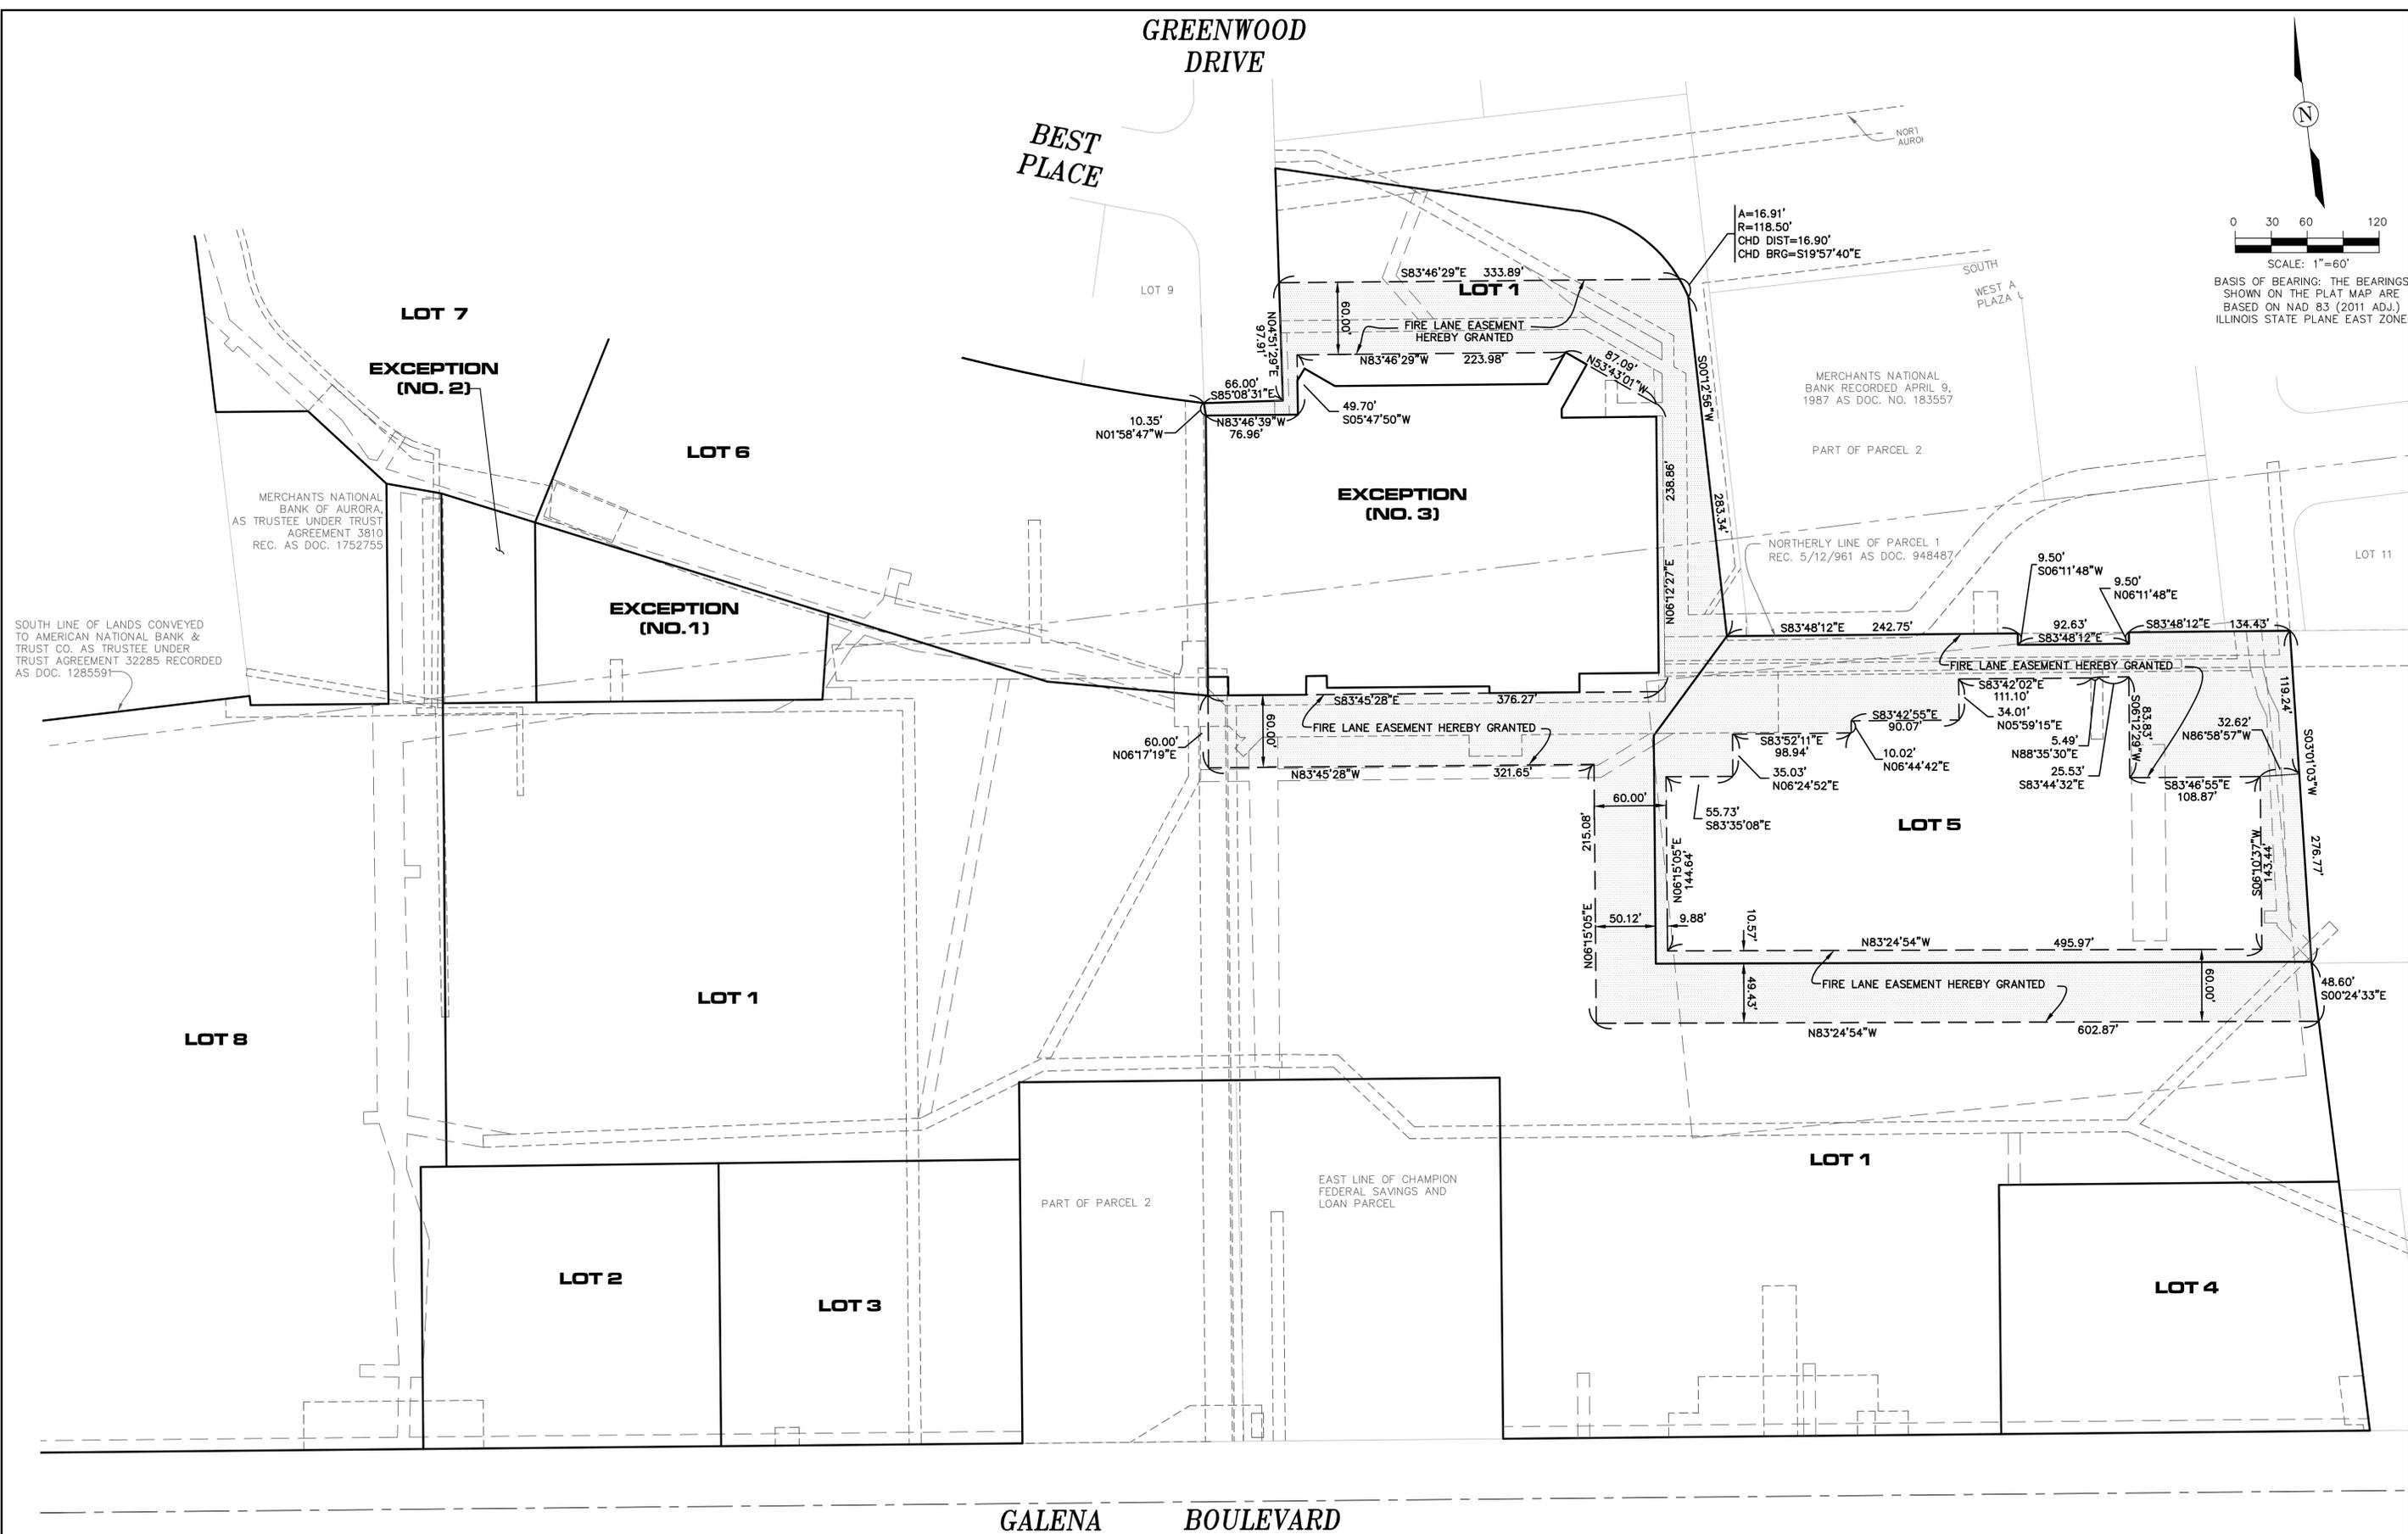 GREENWOOD
DRIVE
BEST
PLACE
N
0 30 60 120
SCALE: 1"=60'
BASIS OF BEARING: THE BEARINGS
SHOWN ON THE PLAT MAP ARE
BASED ON NAD 83 (2011 ADJ.)
ILLINOIS STATE PLANE EAST ZONE
NOR
AURO
A=16.91'
R=118.50'
CHD DIST=16.90'
CHD BRG=S19°57'40"E
SOUTH
WEST A
PLAZA
LOT 9
S83°46'29"E 333.89'
LOT 1
60.00'
FIRE LANE EASEMENT
HEREBY GRANTED
N83°46'29"W 223.98'
N04°51'29"E
97.91'
66.00'
S85°08'31"E
10.35'
N01°58'47"W
N83°46'39"W
76.96'
49.70'
S05°47'50"W
87.09'
N53°43'01"W
S00°12'56"W
283.34'
238.86'
N06°12'27"E
MERCHANTS NATIONAL
BANK RECORDED APRIL 9,
1987 AS DOC. NO. 183557
PART OF PARCEL 2
LOT 7
EXCEPTION
(NO. 2)
LOT 6
MERCHANTS NATIONAL
BANK OF AURORA,
AS TRUSTEE UNDER TRUST
AGREEMENT 3810
REC. AS DOC. 1752755
EXCEPTION
(NO. 3)
NORTHERLY LINE OF PARCEL 1
REC. 5/12/961 AS DOC. 948487
9.50'
S06°11'48"W
9.50'
N06°11'48"E
LOT 11
EXCEPTION
(NO.1)
SOUTH LINE OF LANDS CONVEYED
TO AMERICAN NATIONAL BANK &
TRUST CO. AS TRUSTEE UNDER
TRUST AGREEMENT 32285 RECORDED
AS DOC. 1285591
S83°48'12"E 242.75'
92.63'
S83°48'12"E
S83°48'12"E 134.43'
FIRE LANE EASEMENT HEREBY GRANTED
S83°42'02"E
111.10'
34.01'
N05°59'15"E
S83°42'55"E
90.07'
S83°52'11"E
98.94'
10.02'
N06°44'42"E
5.49'
N88°35'30"E
25.53'
S83°44'32"E
83.83'
S06°12'29"W
119.24'
32.62'
N86°58'57"W
S03°01'03"W
276.77'
S83°46'55"E
108.87'
S83°45'28"E 376.27'
FIRE LANE EASEMENT HEREBY GRANTED
60.00'
60.00'
N06°17'19"E
N83°45'28"W 321.65'
35.03'
N06°24'52"E
55.73'
S83°35'08"E
60.00'
215.08'
N06°15'05"E
N06°15'05"E
144.64'
LOT 5
S06°10'37"W
143.44'
50.12'
9.88'
10.57'
N83°24'54"W 495.97'
FIRE LANE EASEMENT HEREBY GRANTED
49.43'
60.00'
48.60'
S00°24'33"E
N83°24'54"W 602.87'
LOT 1
LOT 8
LOT 1
PART OF PARCEL 2
EAST LINE OF CHAMPION
FEDERAL SAVINGS AND
LOAN PARCEL
LOT 2
LOT 3
LOT 4
GALENA BOULEVARD